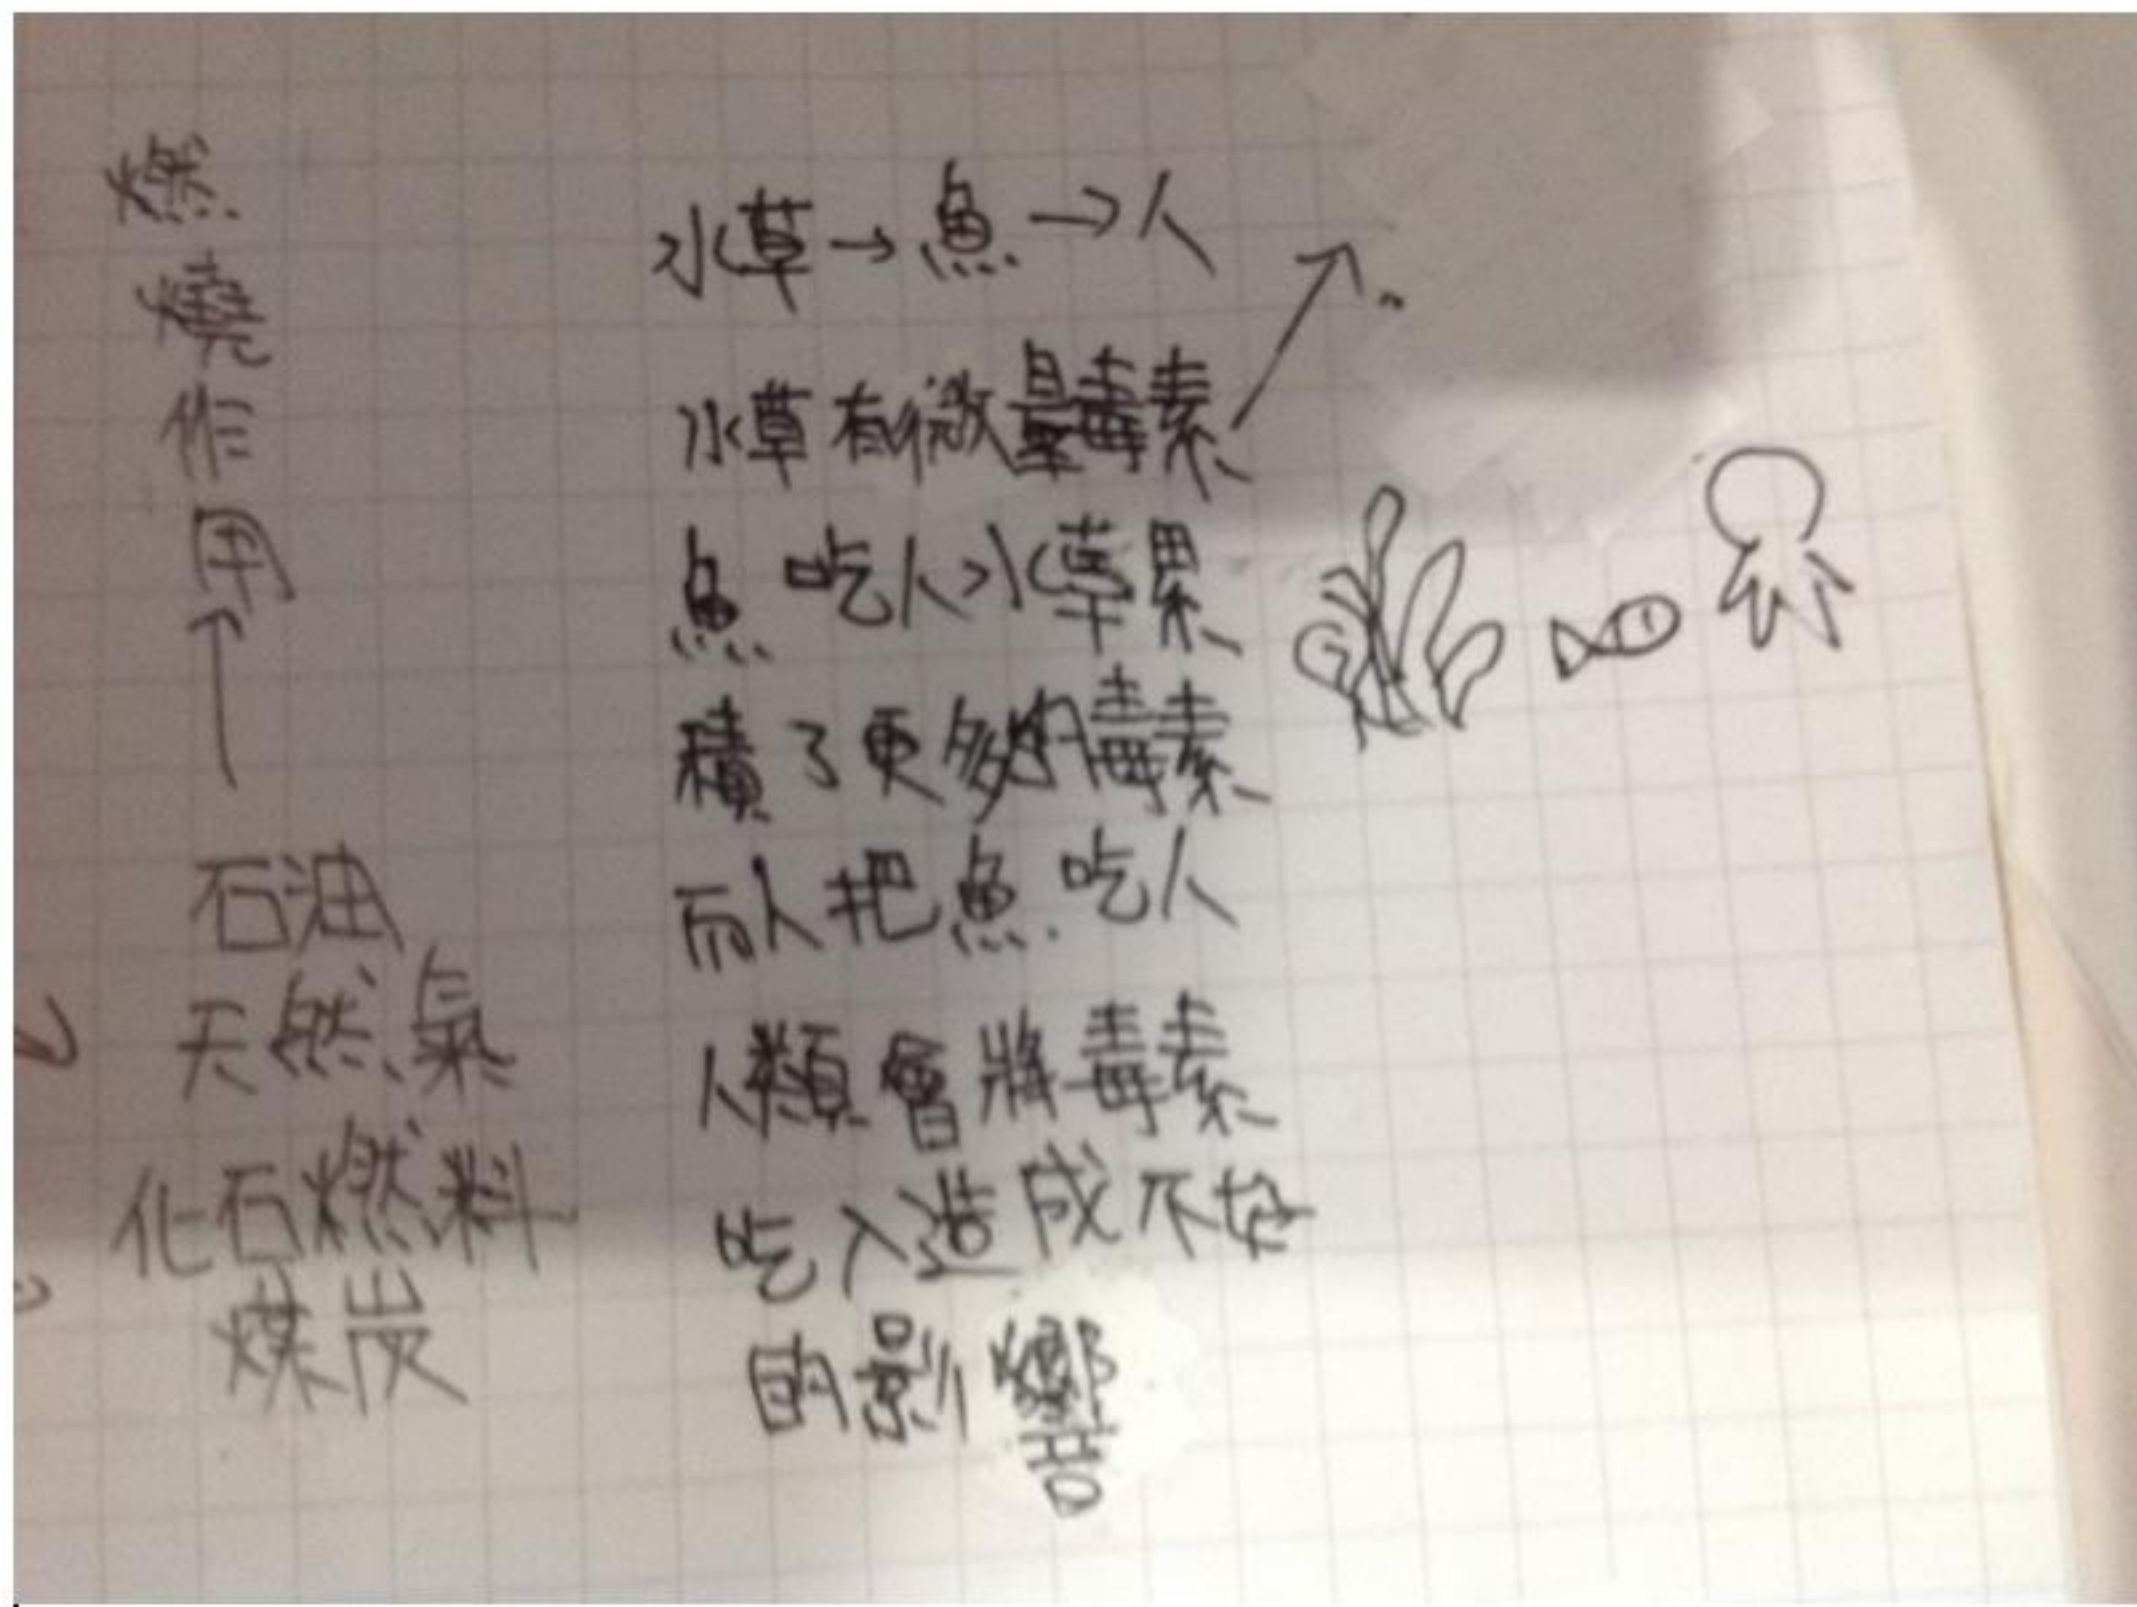 燃燒作用
石油
天然氣
化石燃料
煤炭
水草→魚→人
水草有微量毒素
魚吃人水草累
積了更多的毒素
而人把魚吃人
人類會將毒素
吃入造成不好
的影響